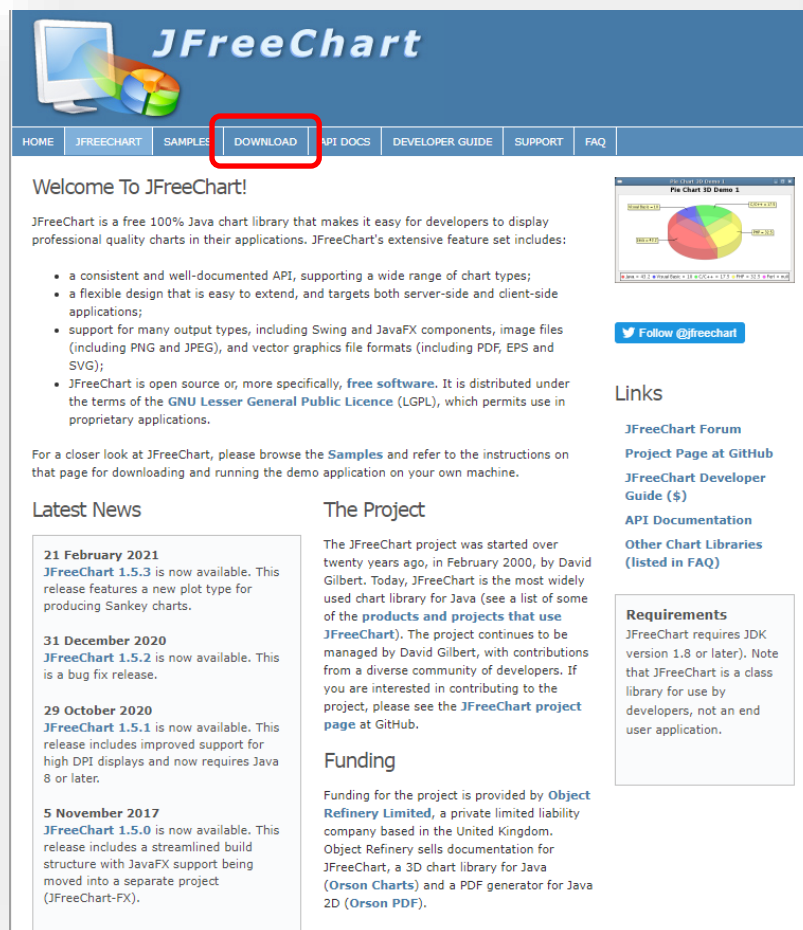 JFreeChart
HOME JFREECHART SAMPLES DOWNLOAD API DOCS DEVELOPER GUIDE SUPPORT FAQ
Welcome To JFreeChart!
JFreeChart is a free 100% Java chart library that makes it easy for developers to display
professional quality charts in their applications. JFreeChart's extensive feature set includes:
• a consistent and well-documented API, supporting a wide range of chart types;
• a flexible design that is easy to extend, and targets both server-side and client-side
applications;
• support for many output types, including Swing and JavaFX components, image files
(including PNG and JPEG), and vector graphics file formats (including PDF, EPS and
SVG);
• JFreeChart is open source or, more specifically, free software. It is distributed under
the terms of the GNU Lesser General Public Licence (LGPL), which permits use in
proprietary applications.
For a closer look at JFreeChart, please browse the Samples and refer to the instructions on
that page for downloading and running the demo application on your own machine.
Latest News
21 February 2021
JFreeChart 1.5.3 is now available. This
release features a new plot type for
producing Sankey charts.
31 December 2020
JFreeChart 1.5.2 is now available. This
is a bug fix release.
29 October 2020
JFreeChart 1.5.1 is now available. This
release includes improved support for
high DPI displays and now requires Java
8 or later.
5 November 2017
JFreeChart 1.5.0 is now available. This
release includes a streamlined build
structure with JavaFX support being
moved into a separate project
(JFreeChart-FX).
The Project
The JFreeChart project was started over
twenty years ago, in February 2000, by David
Gilbert. Today, JFreeChart is the most widely
used chart library for Java (see a list of some
of the products and projects that use
JFreeChart). The project continues to be
managed by David Gilbert, with contributions
from a diverse community of developers. If
you are interested in contributing to the
project, please see the JFreeChart project
page at GitHub.
Funding
Funding for the project is provided by Object
Refinery Limited, a private limited liability
company based in the United Kingdom.
Object Refinery sells documentation for
JFreeChart, a 3D chart library for Java
(Orson Charts) and a PDF generator for Java
2D (Orson PDF).
Pie Chart 3D Demo 1
Pie Chart 3D Demo 1
Follow @jfreechart
Links
JFreeChart Forum
Project Page at GitHub
JFreeChart Developer
Guide ($)
API Documentation
Other Chart Libraries
(listed in FAQ)
Requirements
JFreeChart requires JDK
version 1.8 or later). Note
that JFreeChart is a class
library for use by
developers, not an end
user application.